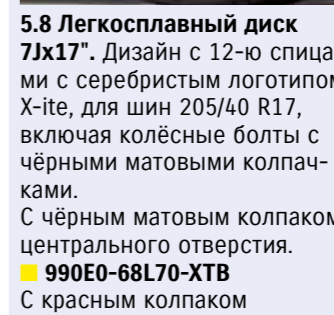 5.8 Легкосплавный диск
7Jx17". Дизайн с 12-ю спица
ми с серебристым логотипом
X-ite, для шин 205/40 R17,
включая колёсные болты с
чёрными матовыми колпач-
ками.
С чёрным матовым колпаком
центрального отверстия.
990E0-68L70-XTB
С красным колпаком